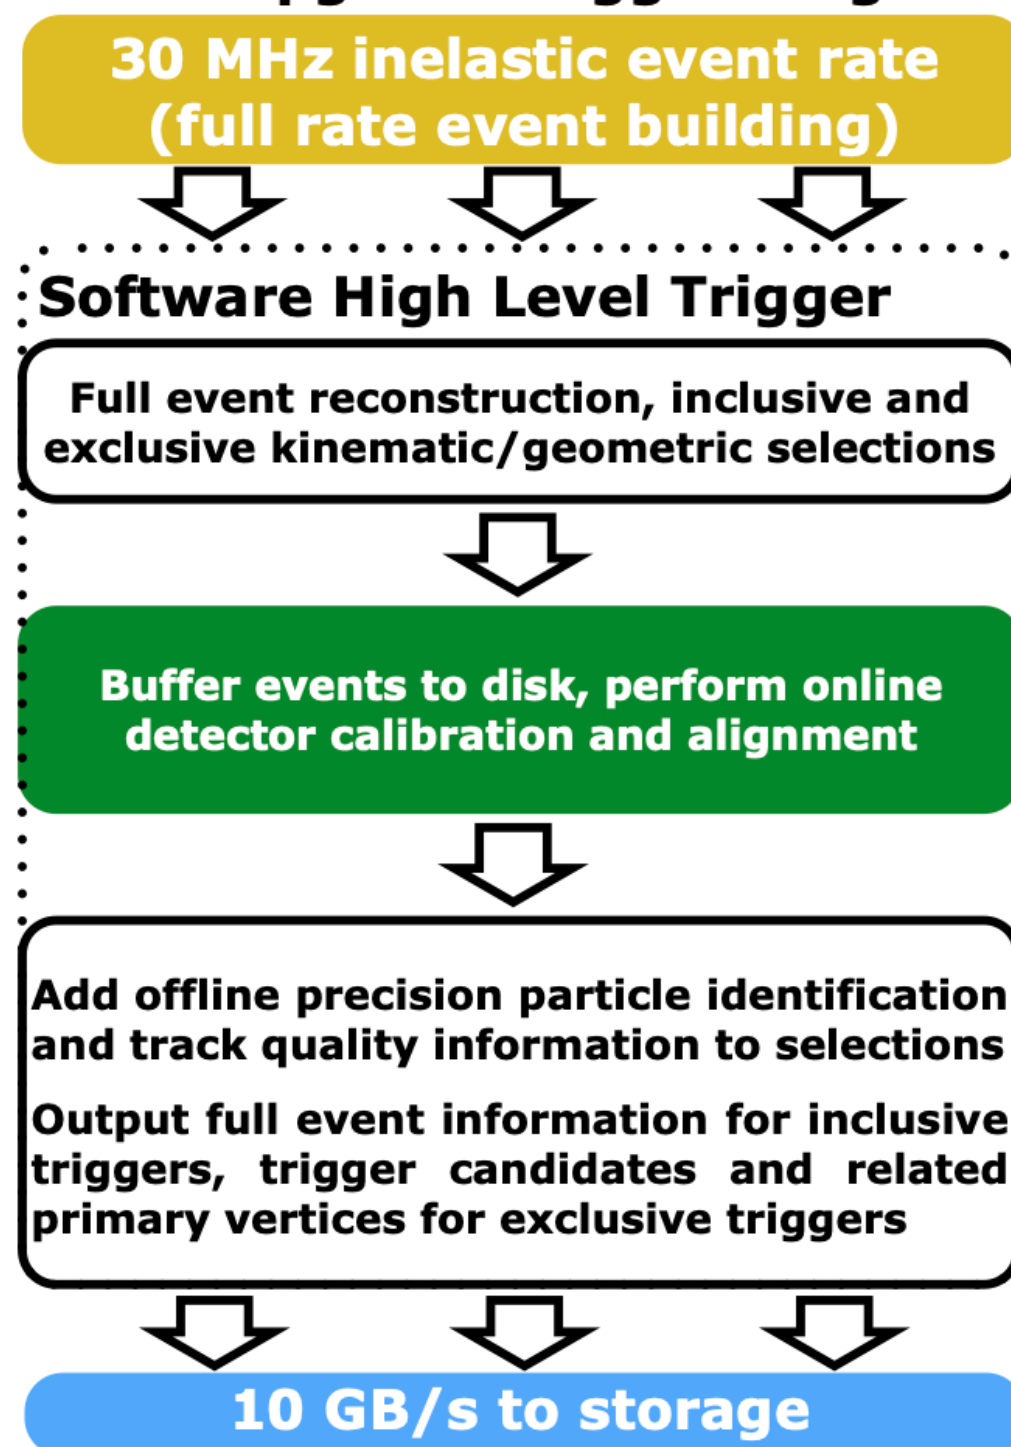 30 MHz inelastic event rate
(full rate event building)
Software High Level Trigger
Full event reconstruction, inclusive and
exclusive kinematic/geometric selections
Buffer events to disk, perform online
detector calibration and alignment
Add offline precision particle identification
and track quality information to selections
Output full event information for inclusive
triggers, trigger candidates and related
primary vertices for exclusive triggers
10 GB/s to storage